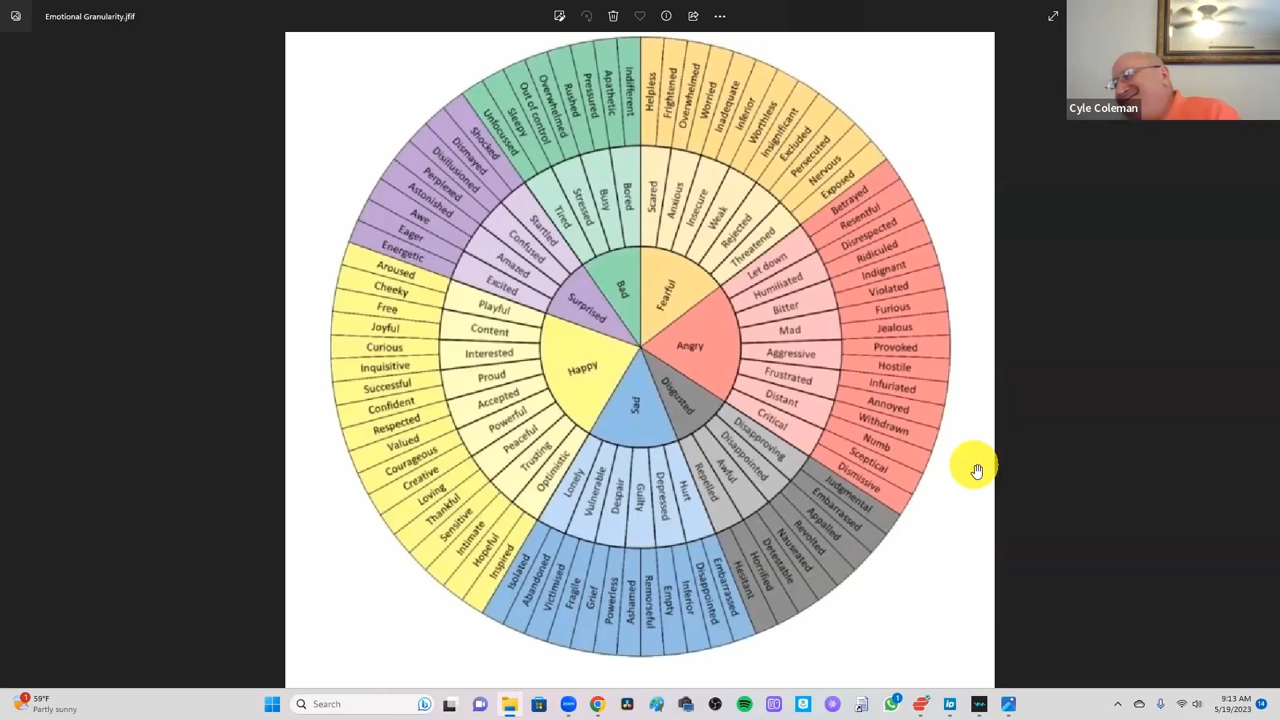 Emotional Granularity.jfif
Cyle Coleman
Bad
Fearful
Angry
Disgusted
Sad
Happy
Surprised
Tired
Stressed
Busy
Bored
Scared
Anxious
Insecure
Weak
Rejected
Threatened
Let down
Humiliated
Bitter
Mad
Aggressive
Frustrated
Distant
Critical
Disapproving
Disappointed
Awful
Repelled
Hurt
Depressed
Guilty
Despair
Vulnerable
Lonely
Optimistic
Trusting
Peaceful
Powerful
Accepted
Proud
Interested
Content
Playful
Excited
Amazed
Confused
Startled
Unfocussed
Sleepy
Out of control
Overwhelmed
Rushed
Pressured
Apathetic
Indifferent
Helpless
Frightened
Overwhelmed
Worried
Inadequate
Inferior
Worthless
Insignificant
Excluded
Persecuted
Nervous
Exposed
Betrayed
Resentful
Disrespected
Ridiculed
Indignant
Violated
Furious
Jealous
Provoked
Hostile
Infuriated
Annoyed
Withdrawn
Numb
Sceptical
Dismissive
Judgmental
Embarrassed
Appalled
Revolted
Nauseated
Detestable
Horrified
Hesitant
Embarrassed
Disappointed
Inferior
Empty
Remorseful
Ashamed
Powerless
Grief
Fragile
Victimised
Abandoned
Isolated
Inspired
Hopeful
Intimate
Sensitive
Thankful
Loving
Creative
Courageous
Valued
Respected
Confident
Successful
Inquisitive
Curious
Joyful
Free
Cheeky
Aroused
Energetic
Eager
Awe
Astonished
Perplexed
Disillusioned
Dismayed
Shocked
1
59°F
Partly sunny
Search
zoom
1
in
9:13 AM
5/19/2023
14